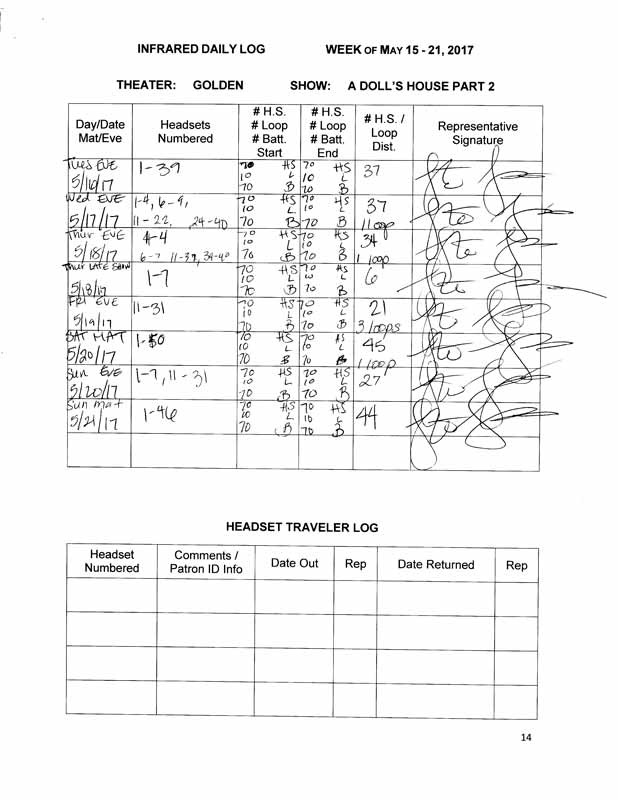 INFRARED DAILY LOG WEEK OF MAY 15 - 21, 2017
THEATER: GOLDEN SHOW: A DOLL'S HOUSE PART 2
Day/Date Mat/Eve
Headsets Numbered
# H.S. # Loop # Batt. Start
# H.S. # Loop # Batt. End
# H.S. / Loop Dist.
Representative Signature
Tues EVE 1-39 70 HS 70 HS 37
5/16/17 10 L 10 L
70 B 70 B
Wed EVE 1-4, 6-9, 70 HS 70 HS 37
10 L 10 L
5/17/17 11-22, 24-40 70 B 70 B 1 loop
Thur EVE 4-4 70 HS 70 HS 34
10 L 10 L
5/18/17 6-7 11-37, 39-40 70 B 70 B 1 loop
Thur LATE SHOW 1-7 70 HS 70 HS 6
10 L L
5/18/17 70 B 70 B
FRI EVE 11-31 70 HS 70 HS 21
10 L 10 L
5/19/17 70 B 70 B 3 loops
SAT MAT 1-50 70 HS 70 HS 45
10 L 10 L
5/20/17 70 B 70 B 1 loop
Sun EVE 1-7, 11-31 70 HS 70 HS 27
10 L 10 L
5/20/17 70 B 70 B
Sun mat 1-46 70 HS 70 HS 44
5/21/17 10 L 10 L
70 B 70 B
HEADSET TRAVELER LOG
Headset Numbered
Comments / Patron ID Info
Date Out
Rep
Date Returned
Rep
14